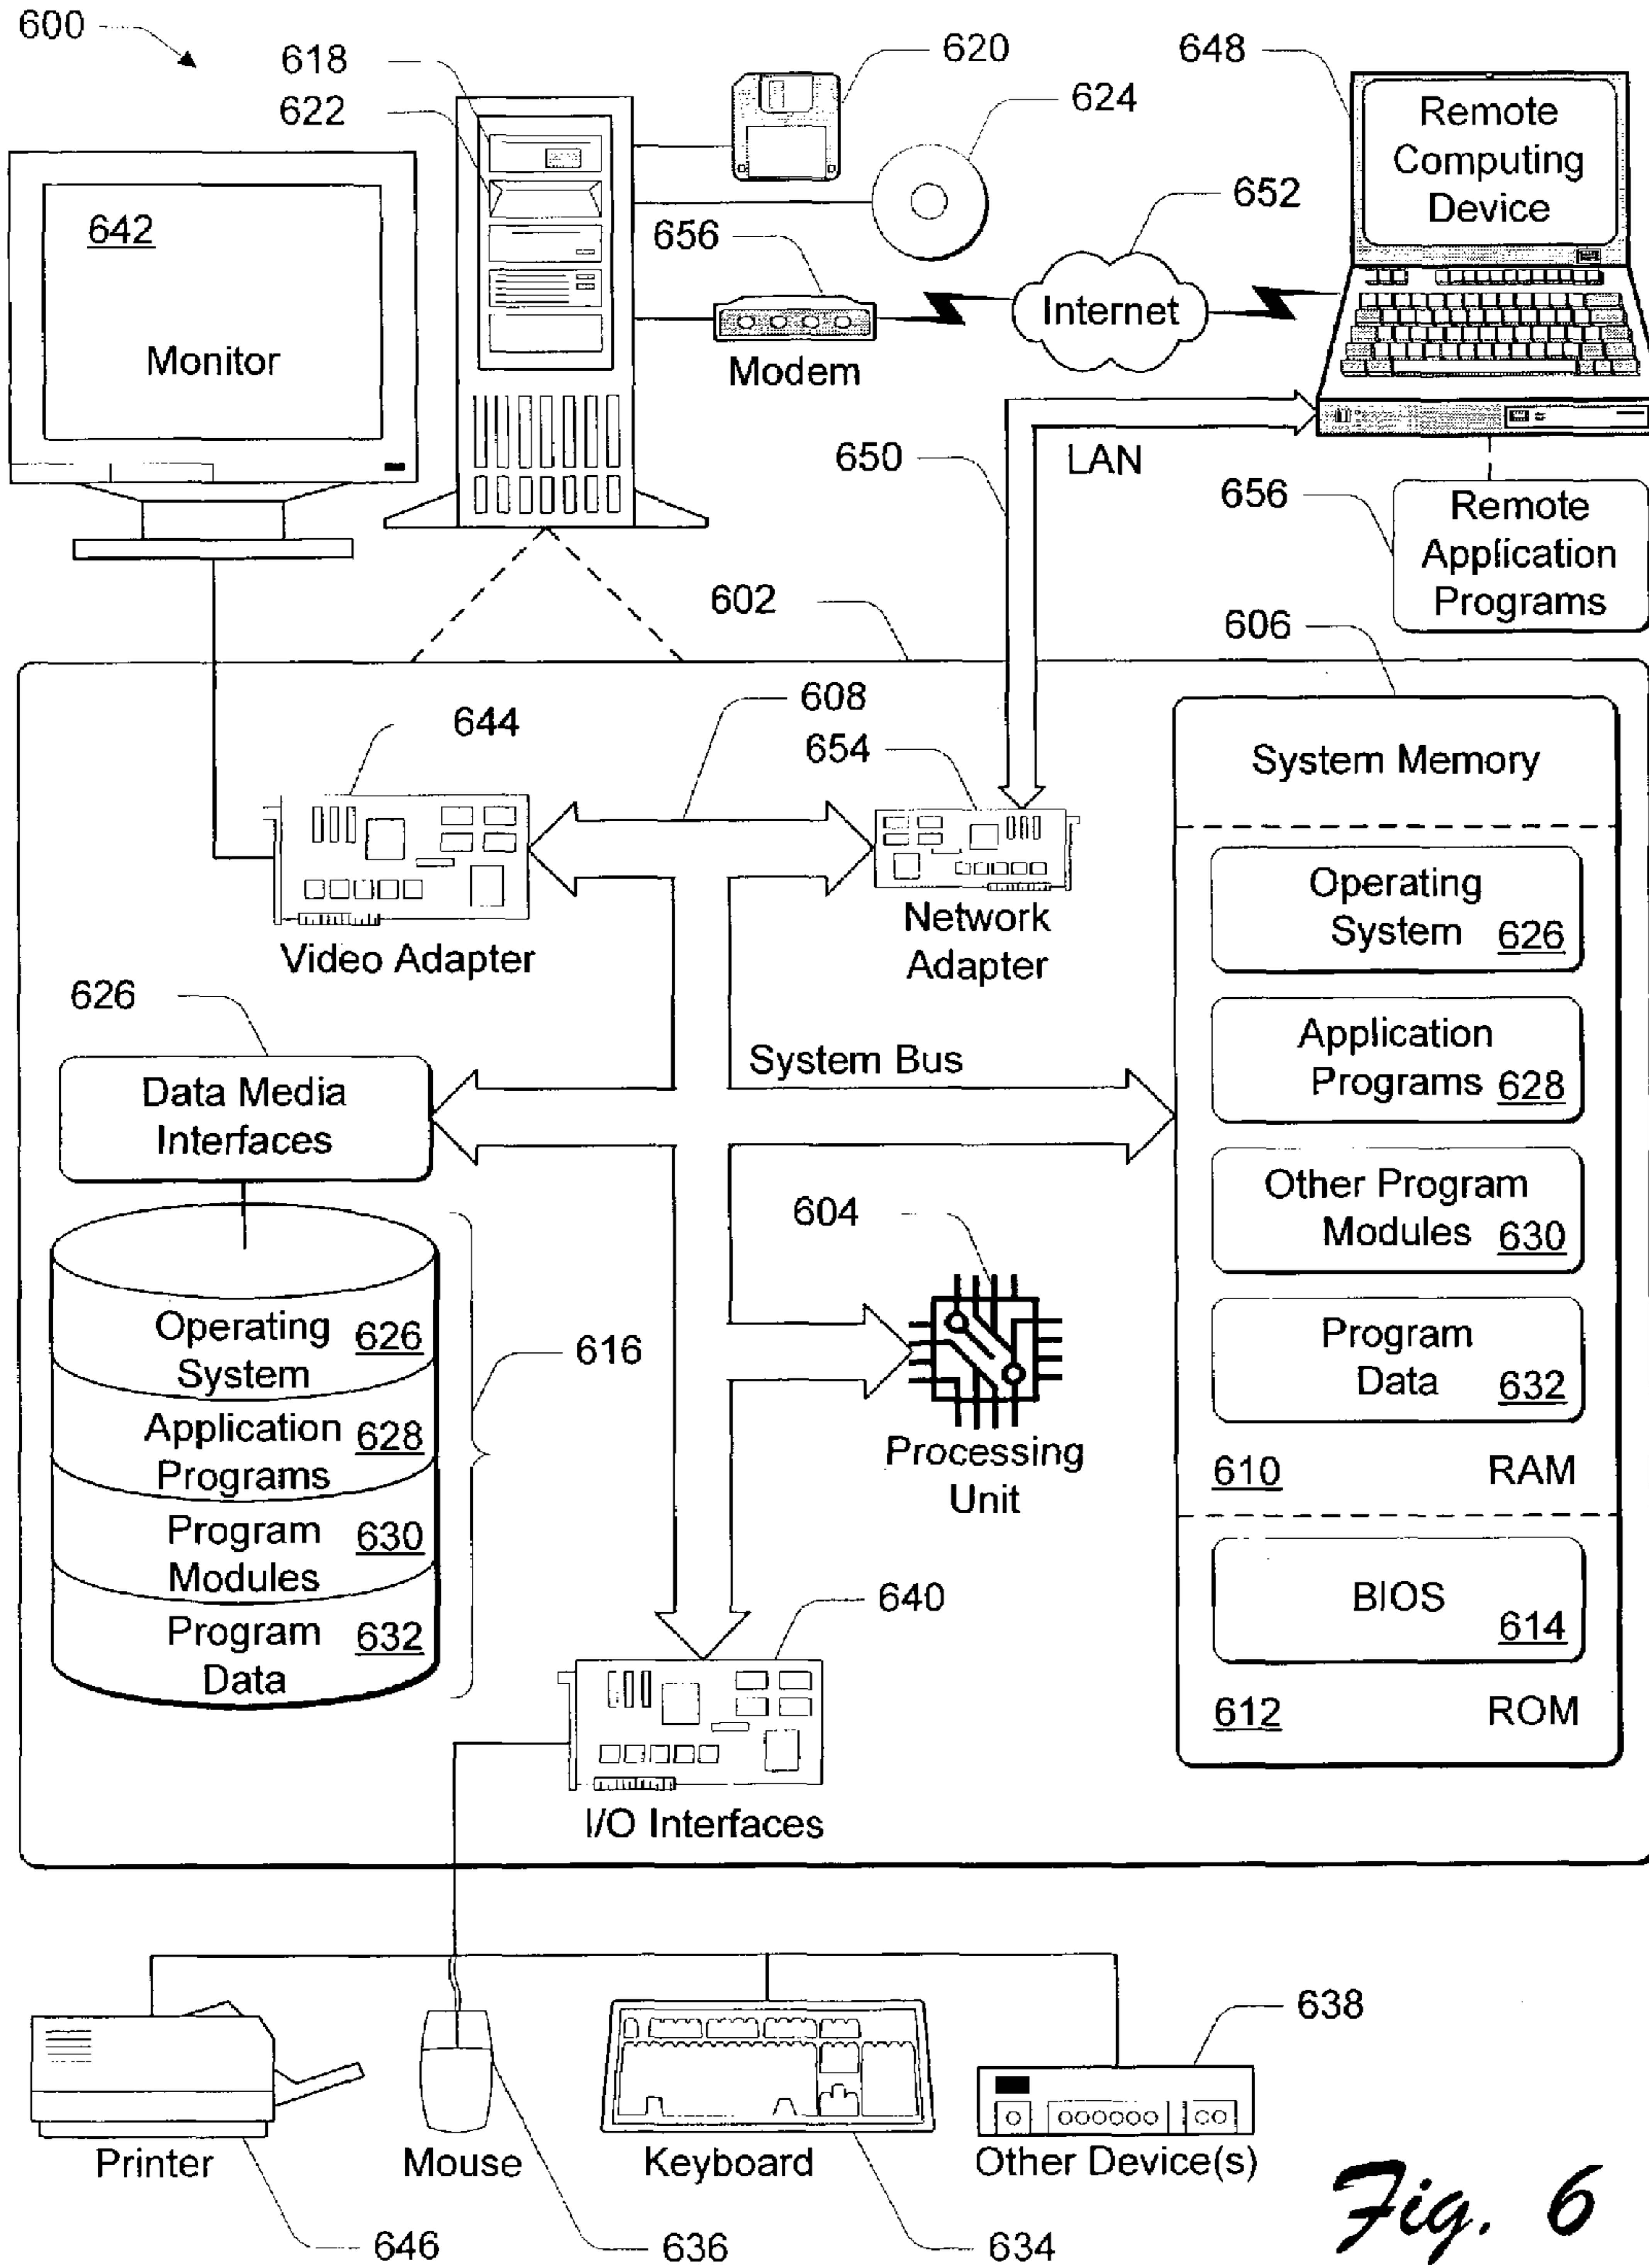 600
618
622
620
624
648
Remote
Computing
Device
642
Monitor
656
Modem
652
Internet
650
LAN
656
Remote
Application
Programs
602
606
608
644
654
Video Adapter
Network
Adapter
System Memory
Operating
System 626
Application
Programs 628
Other Program
Modules 630
Program
Data 632
610 RAM
BIOS
614
612 ROM
626
Data Media
Interfaces
System Bus
604
Processing
Unit
Operating
System 626
Application
Programs 628
Program
Modules 630
Program
Data 632
616
640
I/O Interfaces
638
Printer
Mouse
Keyboard
Other Device(s)
646
636
634
Fig. 6